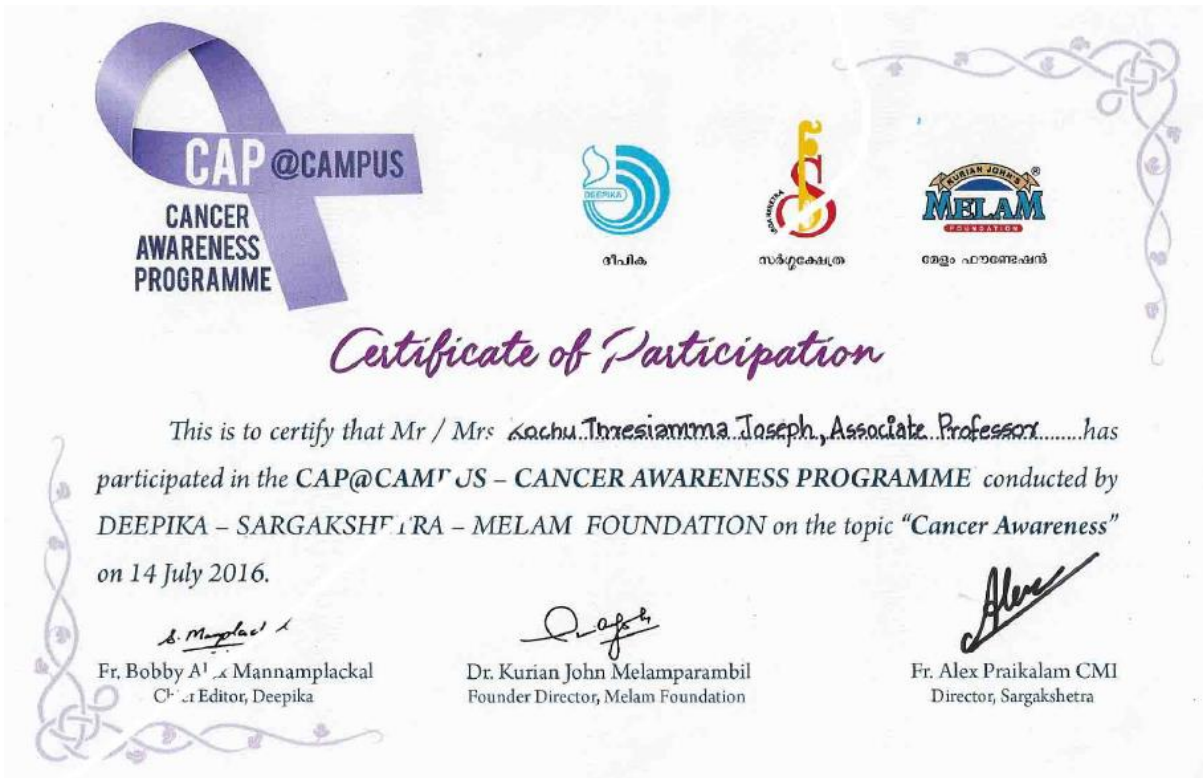 CAP @CAMPUS
CANCER
AWARENESS
PROGRAMME
DEEPIKA
ദീപിക
സർഗ്ഗക്ഷേത്ര
KURIAN JOHN'S ®
MELAM
FOUNDATION
മേളം ഫൗണ്ടേഷൻ
Certificate of Participation
This is to certify that Mr / Mrs Kochu Thresiamma Joseph, Associate Professor has
participated in the CAP@CAMPUS – CANCER AWARENESS PROGRAMME conducted by
DEEPIKA – SARGAKSHETRA – MELAM FOUNDATION on the topic "Cancer Awareness"
on 14 July 2016.
Alex
Fr. Bobby Alex Mannamplackal
Dr. Kurian John Melamparambil
Fr. Alex Praikalam CMI
Chief Editor, Deepika
Founder Director, Melam Foundation
Director, Sargakshetra